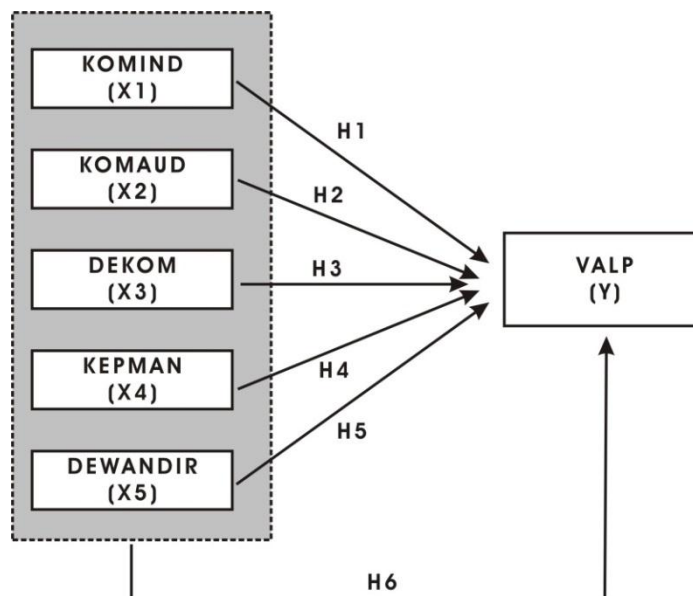 KOMIND
(X1)
KOMAUD
(X2)
DEKOM
(X3)
KEPMAN
(X4)
DEWANDIR
(X5)
H1
H2
H3
H4
H5
VALP
(Y)
H6